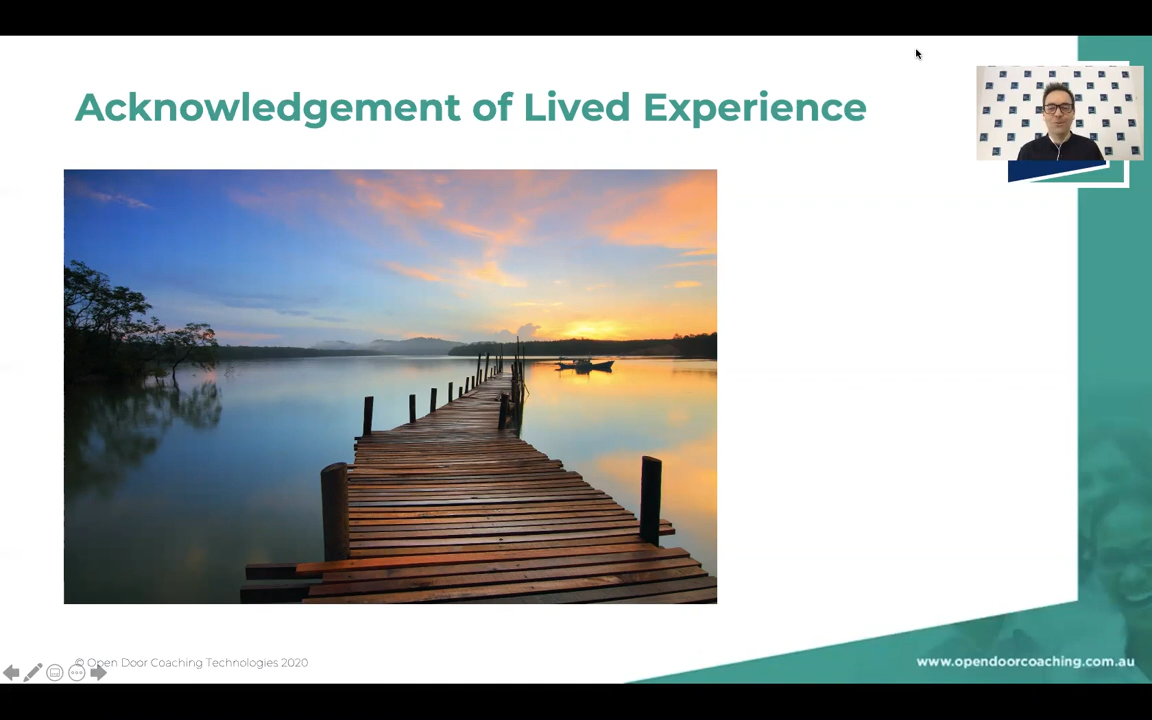 Acknowledgement of Lived Experience
© Open Door Coaching Technologies 2020
www.opendoorcoaching.com.au